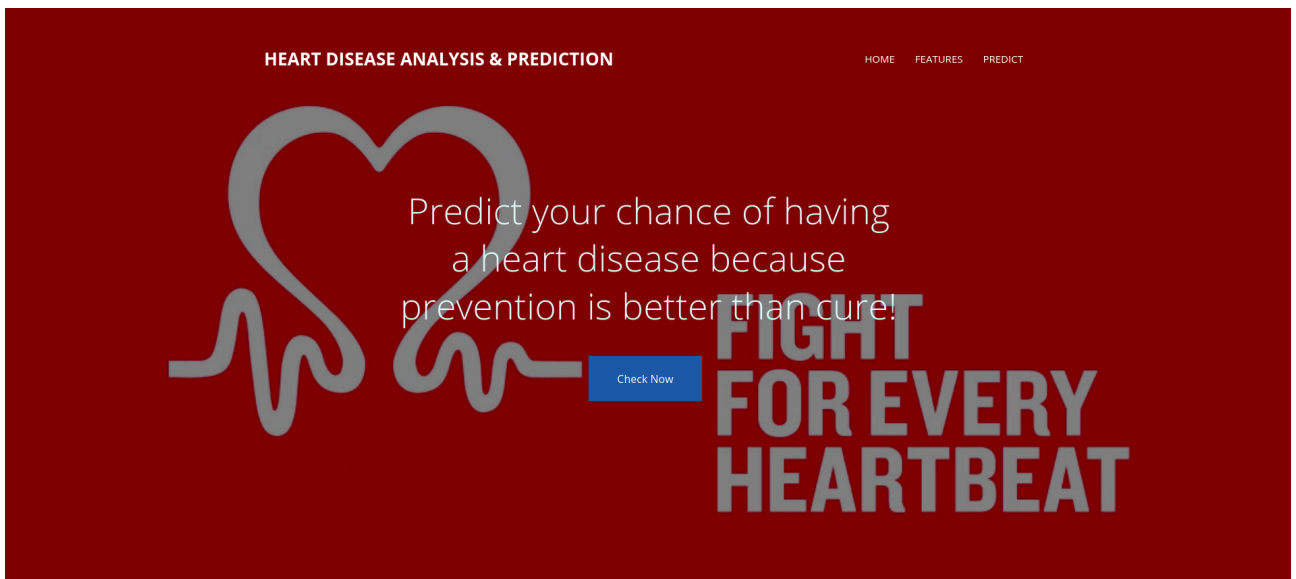 HEART DISEASE ANALYSIS & PREDICTION
HOME FEATURES PREDICT
Predict your chance of having
a heart disease because
prevention is better than cure!
Check Now
FIGHT
FOR EVERY
HEARTBEAT